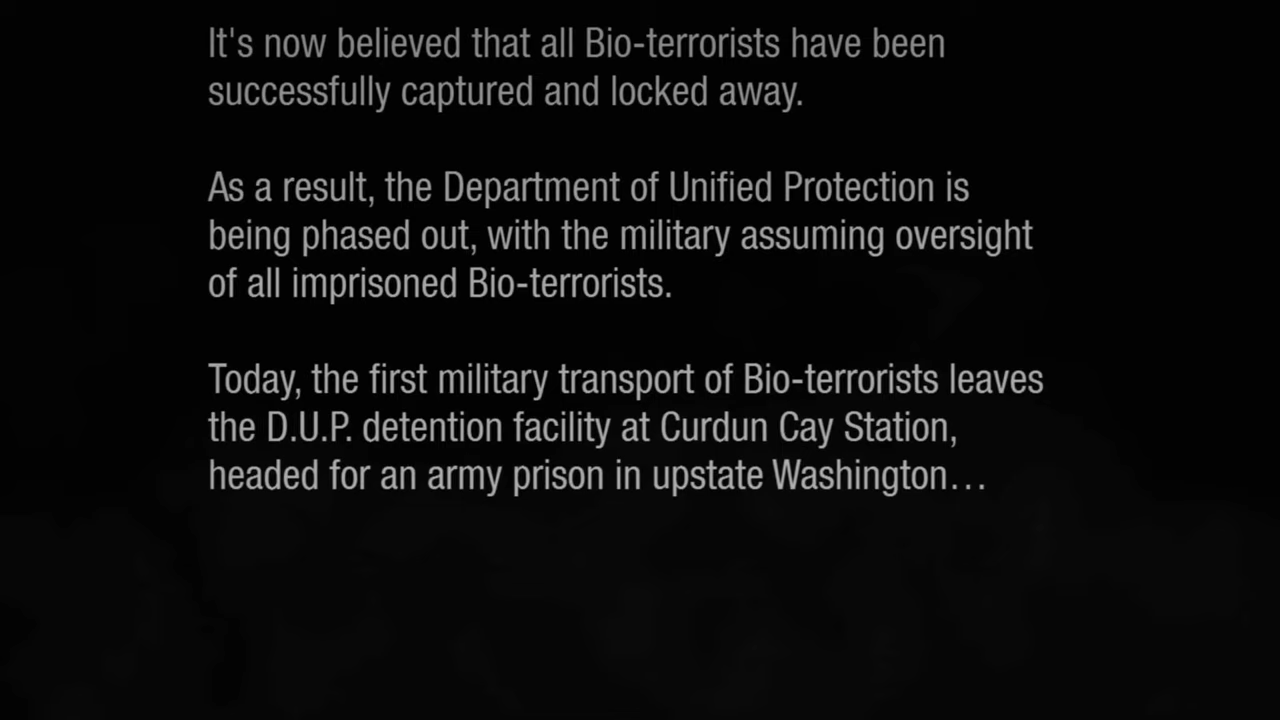 It's now believed that all Bio-terrorists have been
successfully captured and locked away.
As a result, the Department of Unified Protection is
being phased out, with the military assuming oversight
of all imprisoned Bio-terrorists.
Today, the first military transport of Bio-terrorists leaves
the D.U.P. detention facility at Curdun Cay Station,
headed for an army prison in upstate Washington…